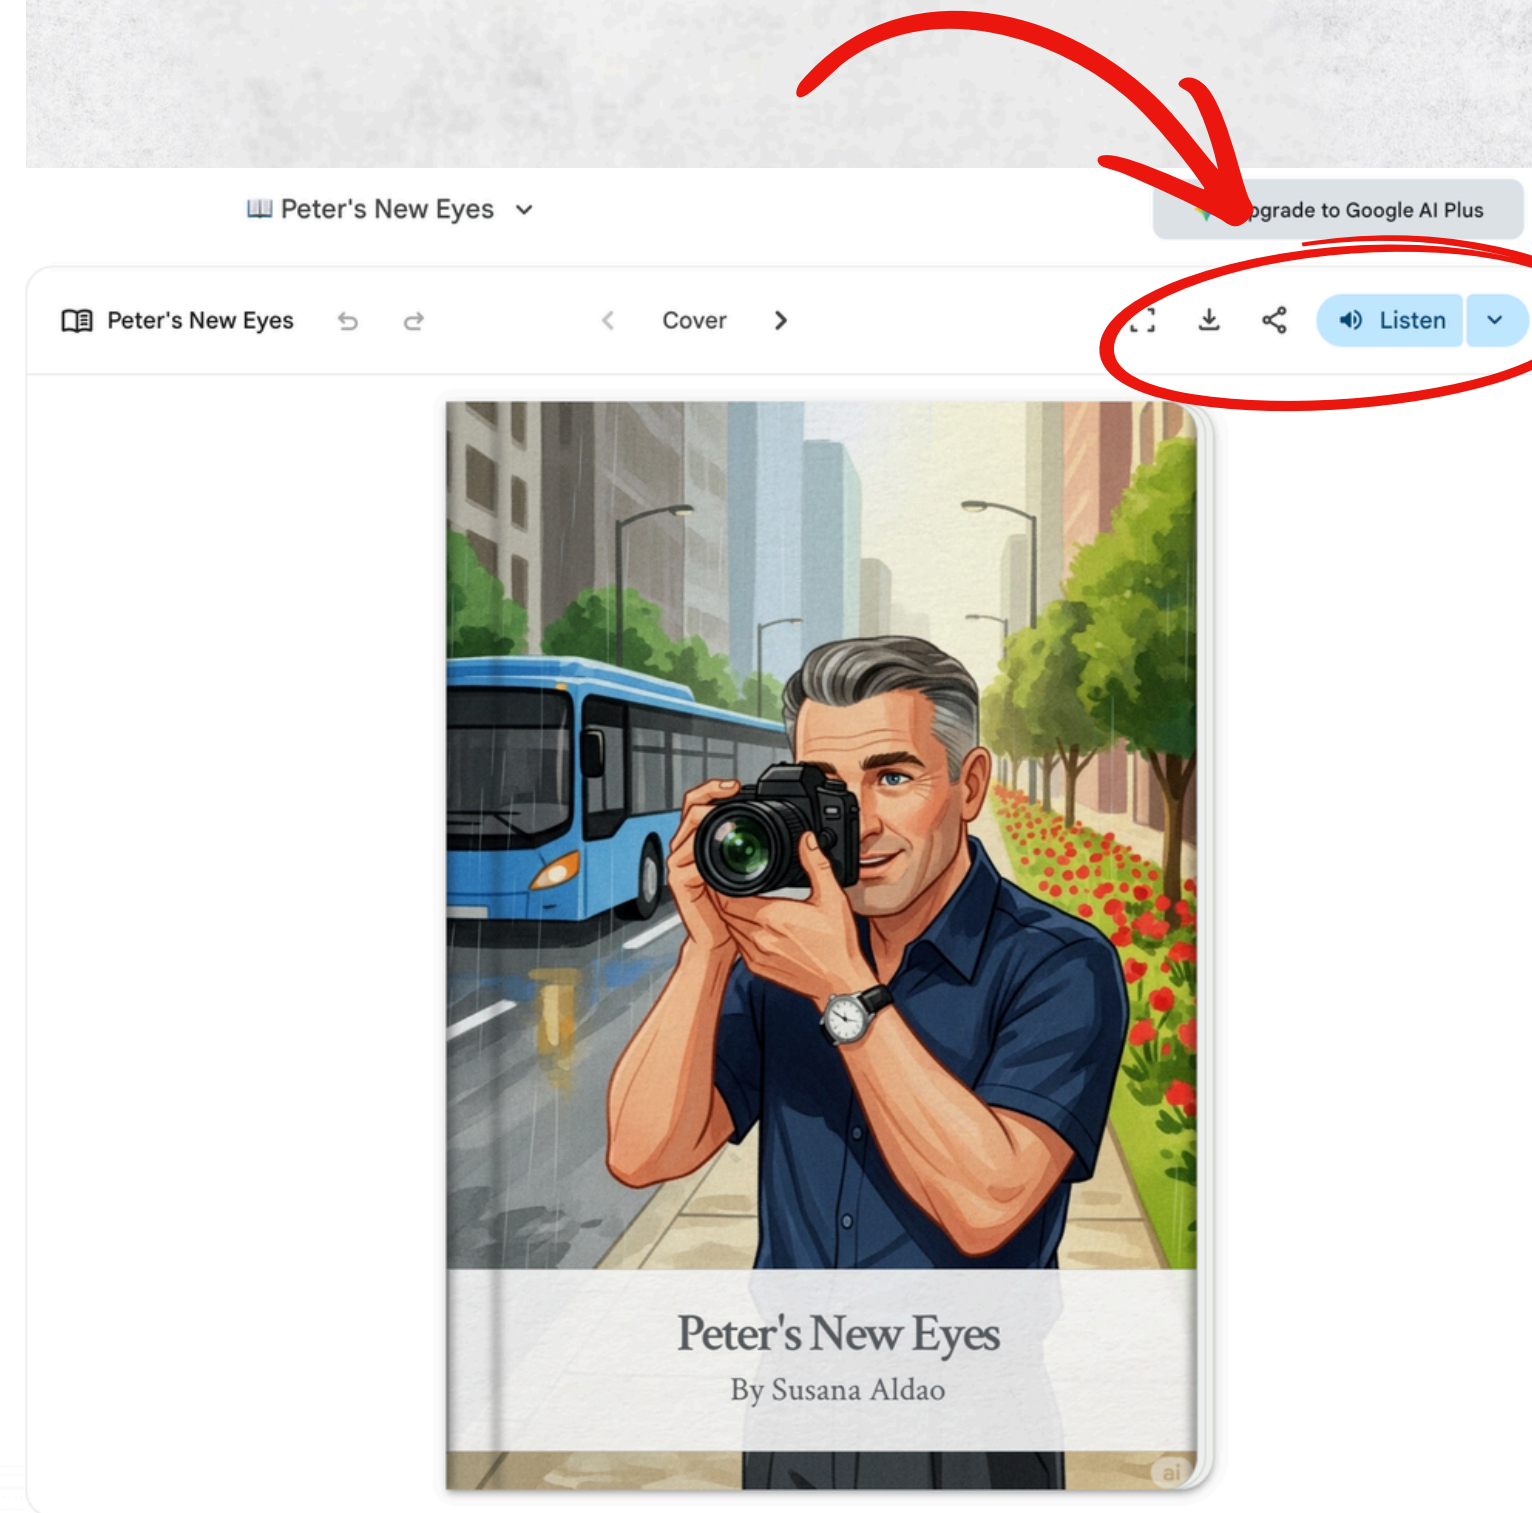 Peter's New Eyes
pgrade to Google AI Plus
Peter's New Eyes
Cover
Listen
Peter's New Eyes
By Susana Aldao
ai